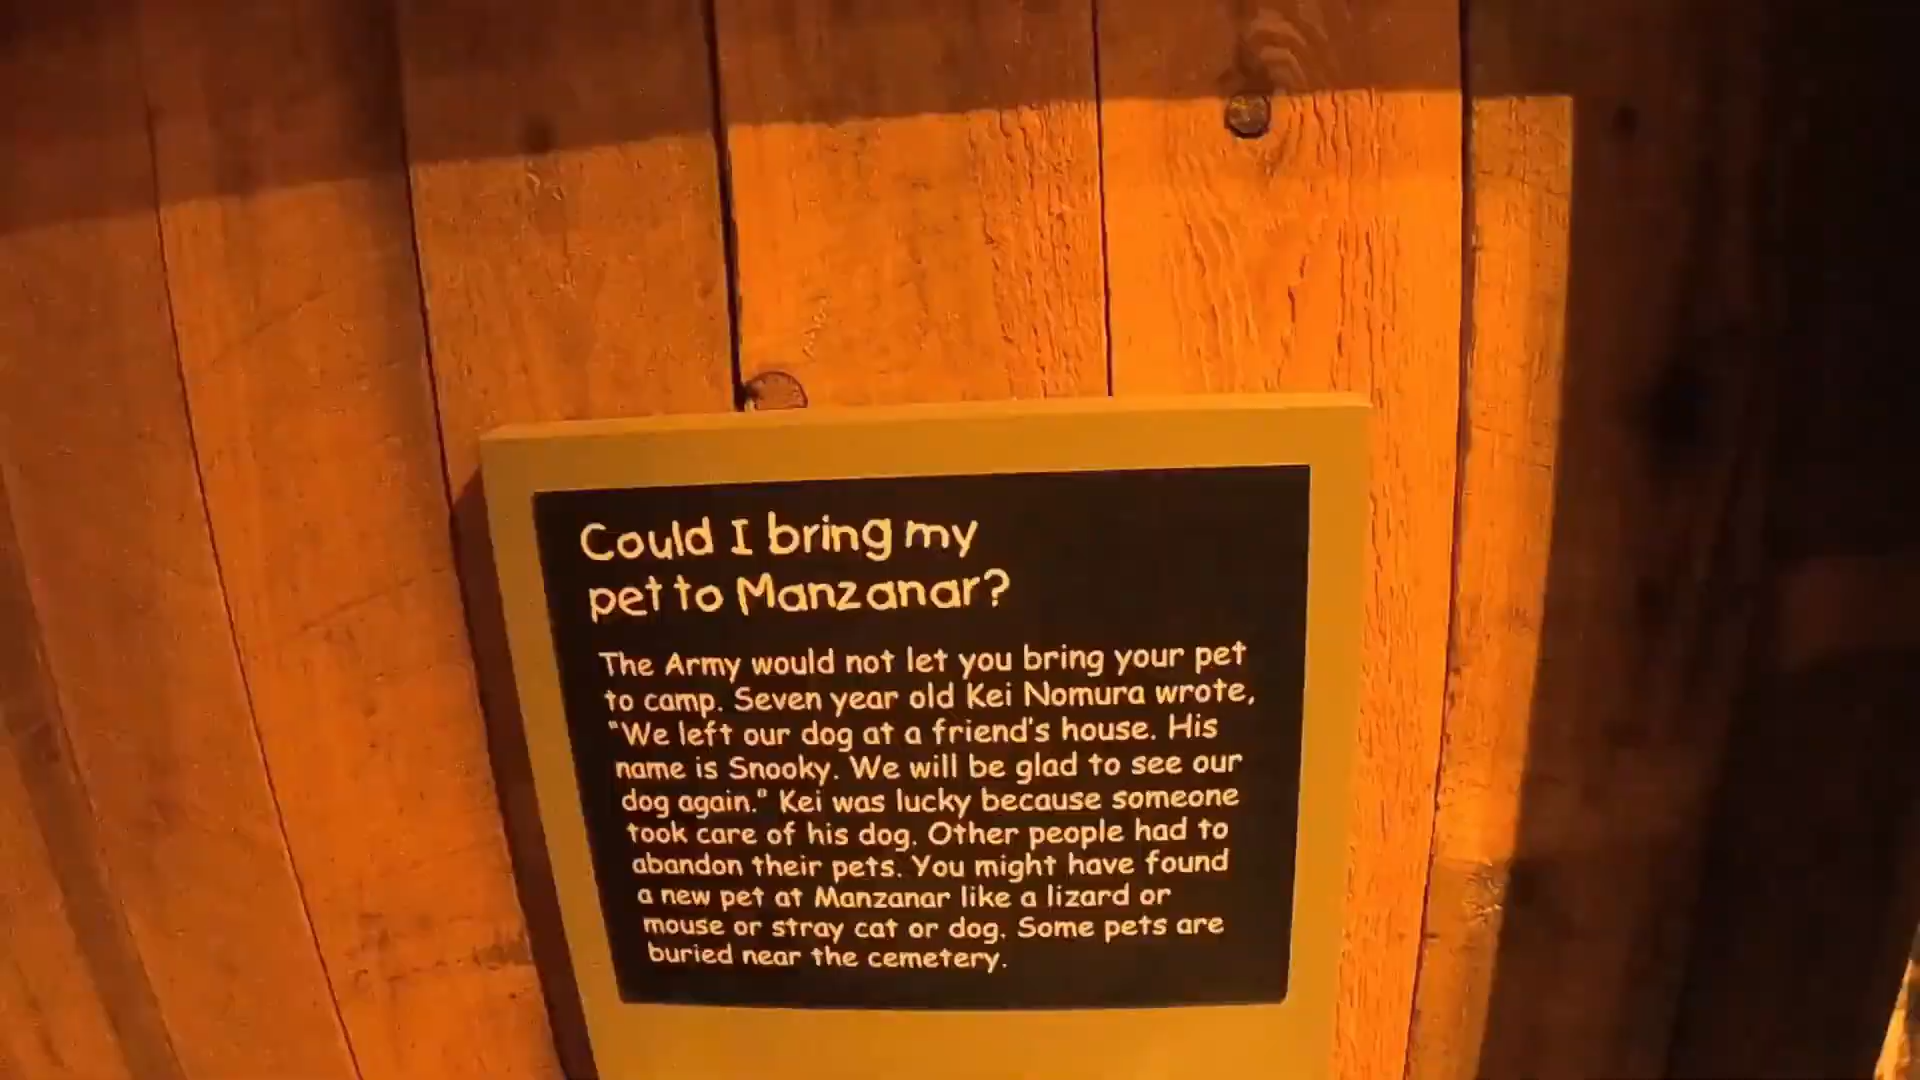 Could I bring my
pet to Manzanar?
The Army would not let you bring your pet
to camp. Seven year old Kei Nomura wrote,
"We left our dog at a friend's house. His
name is Snooky. We will be glad to see our
dog again." Kei was lucky because someone
took care of his dog. Other people had to
abandon their pets. You might have found
a new pet at Manzanar like a lizard or
mouse or stray cat or dog. Some pets are
buried near the cemetery.